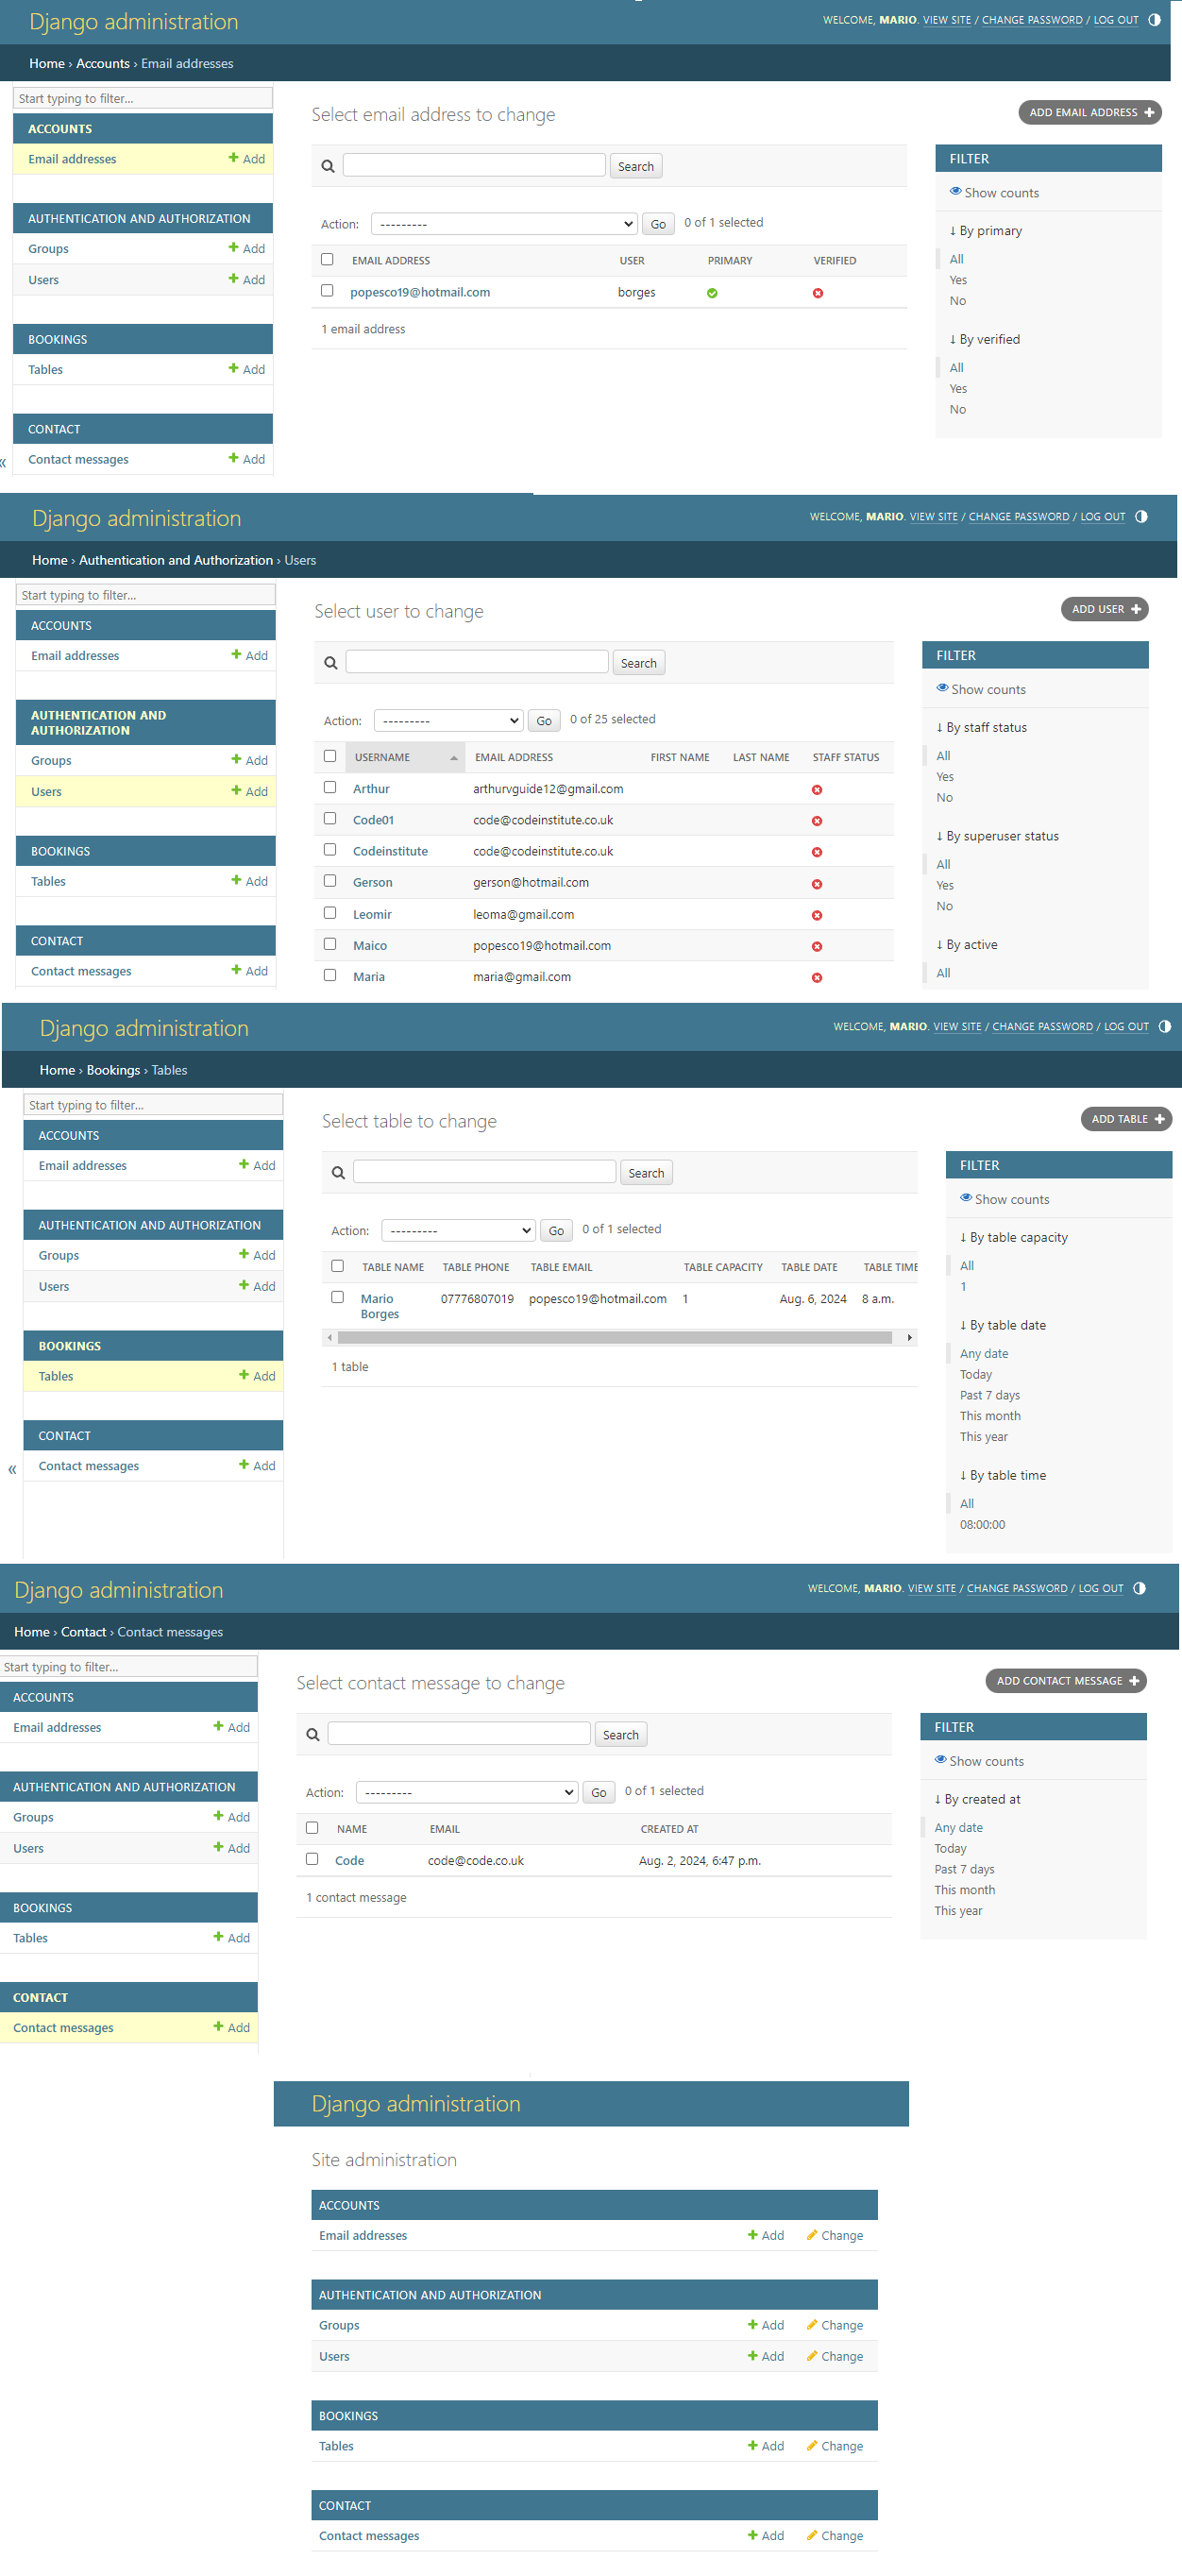 Django administration
WELCOME, MARIO. VIEW SITE / CHANGE PASSWORD / LOG OUT
Home › Accounts › Email addresses
Start typing to filter...
ACCOUNTS
Email addresses + Add
AUTHENTICATION AND AUTHORIZATION
Groups + Add
Users + Add
BOOKINGS
Tables + Add
CONTACT
Contact messages + Add
«
Select email address to change
ADD EMAIL ADDRESS +
Search
Action: --------- Go 0 of 1 selected
EMAIL ADDRESS USER PRIMARY VERIFIED
popesco19@hotmail.com borges
1 email address
FILTER
Show counts
↓ By primary
All
Yes
No
↓ By verified
All
Yes
No
Django administration
WELCOME, MARIO. VIEW SITE / CHANGE PASSWORD / LOG OUT
Home › Authentication and Authorization › Users
Start typing to filter...
ACCOUNTS
Email addresses + Add
AUTHENTICATION AND
AUTHORIZATION
Groups + Add
Users + Add
BOOKINGS
Tables + Add
CONTACT
Contact messages + Add
Select user to change
ADD USER +
Search
Action: --------- Go 0 of 25 selected
USERNAME EMAIL ADDRESS FIRST NAME LAST NAME STAFF STATUS
Arthur arthurvguide12@gmail.com
Code01 code@codeinstitute.co.uk
Codeinstitute code@codeinstitute.co.uk
Gerson gerson@hotmail.com
Leomir leoma@gmail.com
Maico popesco19@hotmail.com
Maria maria@gmail.com
FILTER
Show counts
↓ By staff status
All
Yes
No
↓ By superuser status
All
Yes
No
↓ By active
All
Django administration
WELCOME, MARIO. VIEW SITE / CHANGE PASSWORD / LOG OUT
Home › Bookings › Tables
Start typing to filter...
ACCOUNTS
Email addresses + Add
AUTHENTICATION AND AUTHORIZATION
Groups + Add
Users + Add
BOOKINGS
Tables + Add
CONTACT
Contact messages + Add
«
Select table to change
ADD TABLE +
Search
Action: --------- Go 0 of 1 selected
TABLE NAME TABLE PHONE TABLE EMAIL TABLE CAPACITY TABLE DATE TABLE TIME
Mario
Borges 07776807019 popesco19@hotmail.com 1 Aug. 6, 2024 8 a.m.
1 table
FILTER
Show counts
↓ By table capacity
All
1
↓ By table date
Any date
Today
Past 7 days
This month
This year
↓ By table time
All
08:00:00
Django administration
WELCOME, MARIO. VIEW SITE / CHANGE PASSWORD / LOG OUT
Home › Contact › Contact messages
Start typing to filter...
ACCOUNTS
Email addresses + Add
AUTHENTICATION AND AUTHORIZATION
Groups + Add
Users + Add
BOOKINGS
Tables + Add
CONTACT
Contact messages + Add
Select contact message to change
ADD CONTACT MESSAGE +
Search
Action: --------- Go 0 of 1 selected
NAME EMAIL CREATED AT
Code code@code.co.uk Aug. 2, 2024, 6:47 p.m.
1 contact message
FILTER
Show counts
↓ By created at
Any date
Today
Past 7 days
This month
This year
Django administration
Site administration
ACCOUNTS
Email addresses + Add Change
AUTHENTICATION AND AUTHORIZATION
Groups + Add Change
Users + Add Change
BOOKINGS
Tables + Add Change
CONTACT
Contact messages + Add Change